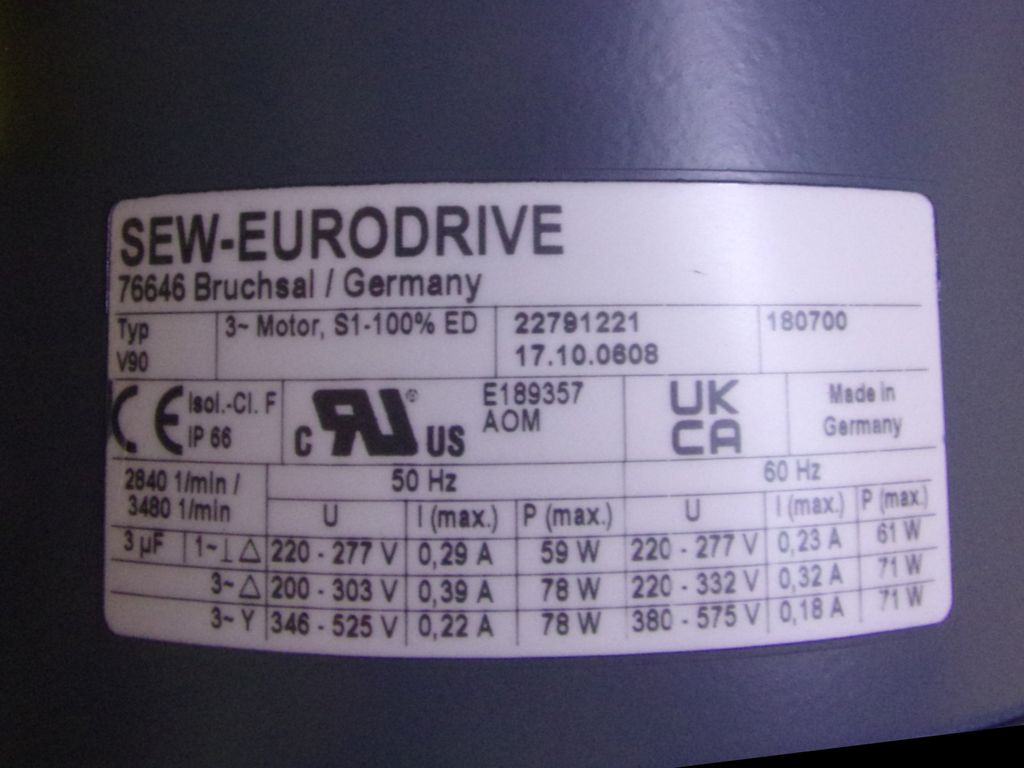 SEW-EURODRIVE
76646 Bruchsal / Germany
Typ
V90
3~ Motor, S1-100% ED
22791221
17.10.0608
180700
CE
Isol.-Cl. F
IP 66
c RU ® US
E189357
AOM
UK
CA
Made in
Germany
2840 1/min /
3480 1/min
50 Hz
60 Hz
U I (max.) P (max.) U I (max.) P (max.)
3 µF 1~⊥ △ 220 - 277 V 0,29 A 59 W 220 - 277 V 0,23 A 61 W
3~ △ 200 - 303 V 0,39 A 78 W 220 - 332 V 0,32 A 71 W
3~ Y 346 - 525 V 0,22 A 78 W 380 - 575 V 0,18 A 71 W